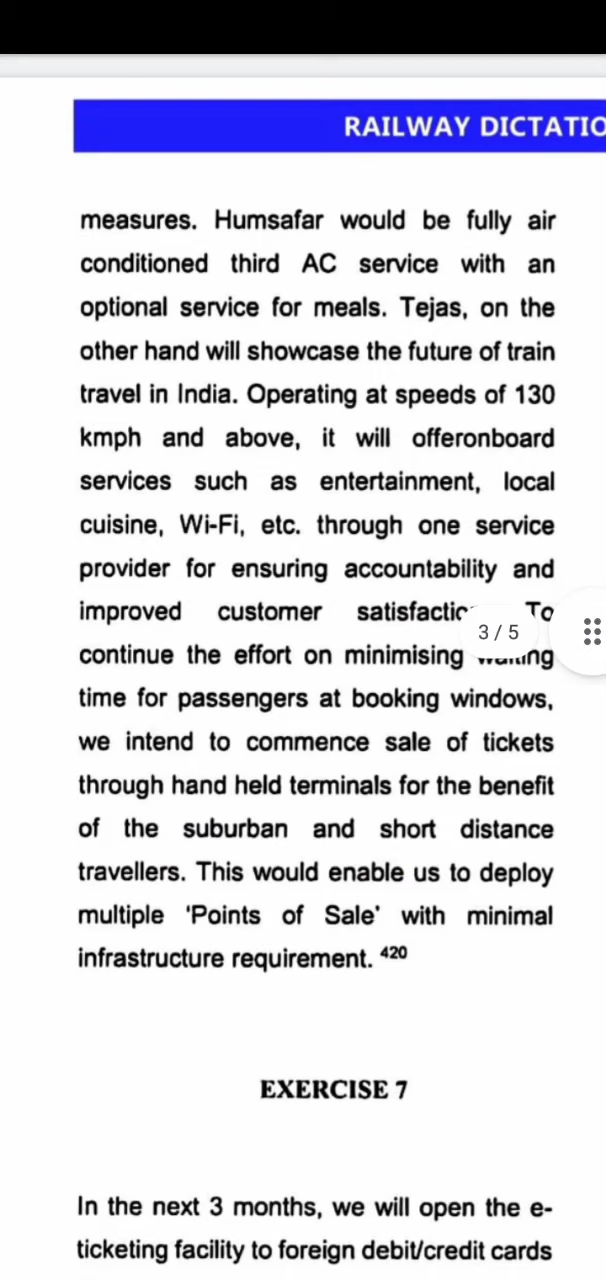 RAILWAY DICTATIO
measures. Humsafar would be fully air
conditioned third AC service with an
optional service for meals. Tejas, on the
other hand will showcase the future of train
travel in India. Operating at speeds of 130
kmph and above, it will offeronboard
services such as entertainment, local
cuisine, Wi-Fi, etc. through one service
provider for ensuring accountability and
improved customer satisfactic To
3 / 5
continue the effort on minimising waiting
time for passengers at booking windows,
we intend to commence sale of tickets
through hand held terminals for the benefit
of the suburban and short distance
travellers. This would enable us to deploy
multiple 'Points of Sale' with minimal
infrastructure requirement. 420
EXERCISE 7
In the next 3 months, we will open the e-
ticketing facility to foreign debit/credit cards